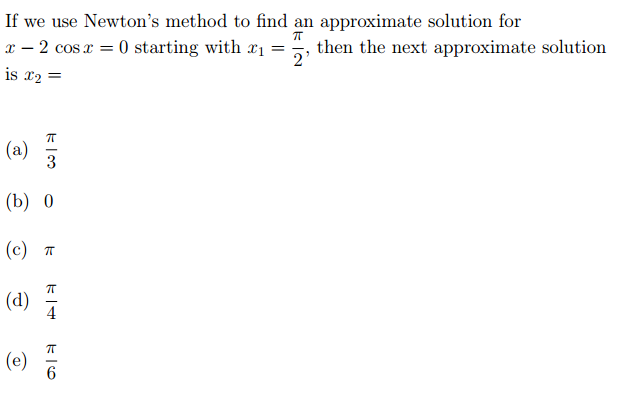 If we use Newton's method to find an approximate solution for
x − 2 cos x = 0 starting with x₁ = π/2, then the next approximate solution
is x₂ =
(a) π/3
(b) 0
(c) π
(d) π/4
(e) π/6